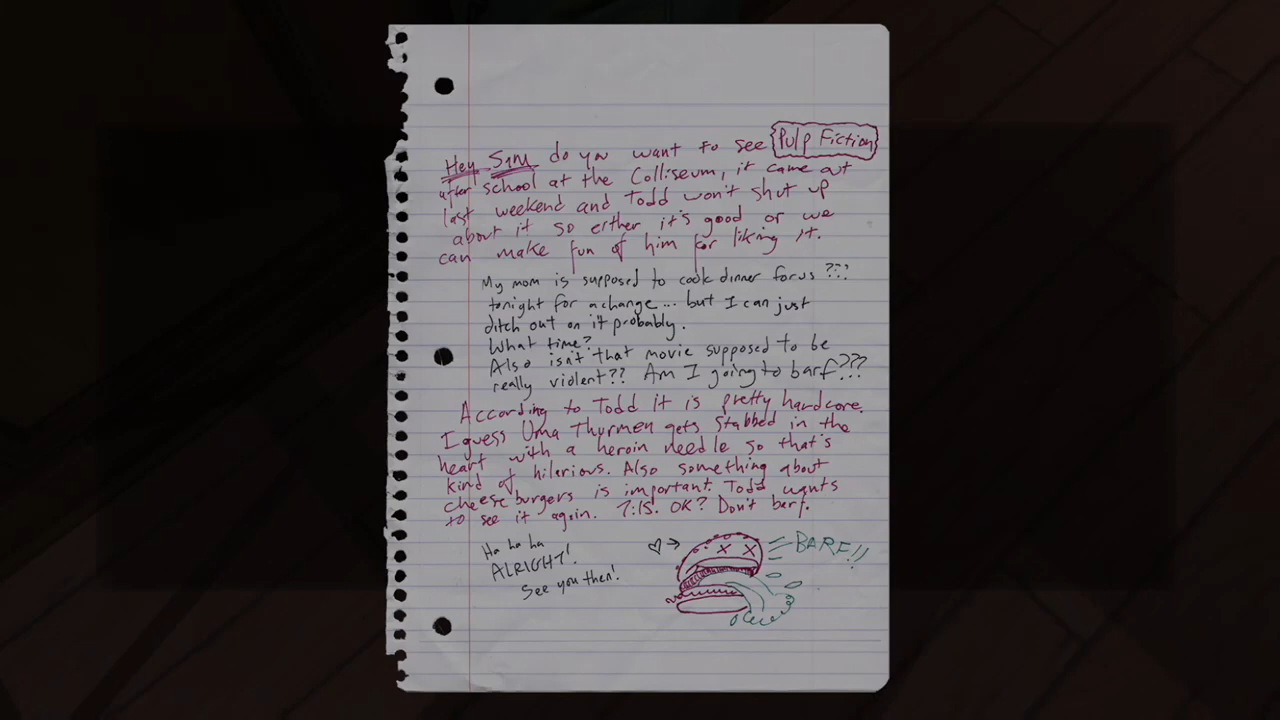 Hey Sam do you want to see Pulp Fiction
after school at the Colliseum, it came out
last weekend and Todd won't shut up
about it so either it's good or we
can make fun of him for liking it.
My mom is supposed to cook dinner for us ???
tonight for a change... but I can just
ditch out on it probably.
What time?
Also isn't that movie supposed to be
really violent?? Am I going to barf???
According to Todd it is pretty hardcore.
I guess Uma Thurmen gets stabbed in the
heart with a heroin needle so that's
kind of hilerious. Also something about
cheeseburgers is important. Todd wants
to see it again. 7:15. OK? Don't barf.
Ha ha ha
ALRIGHT!
See you then!
BARF!!